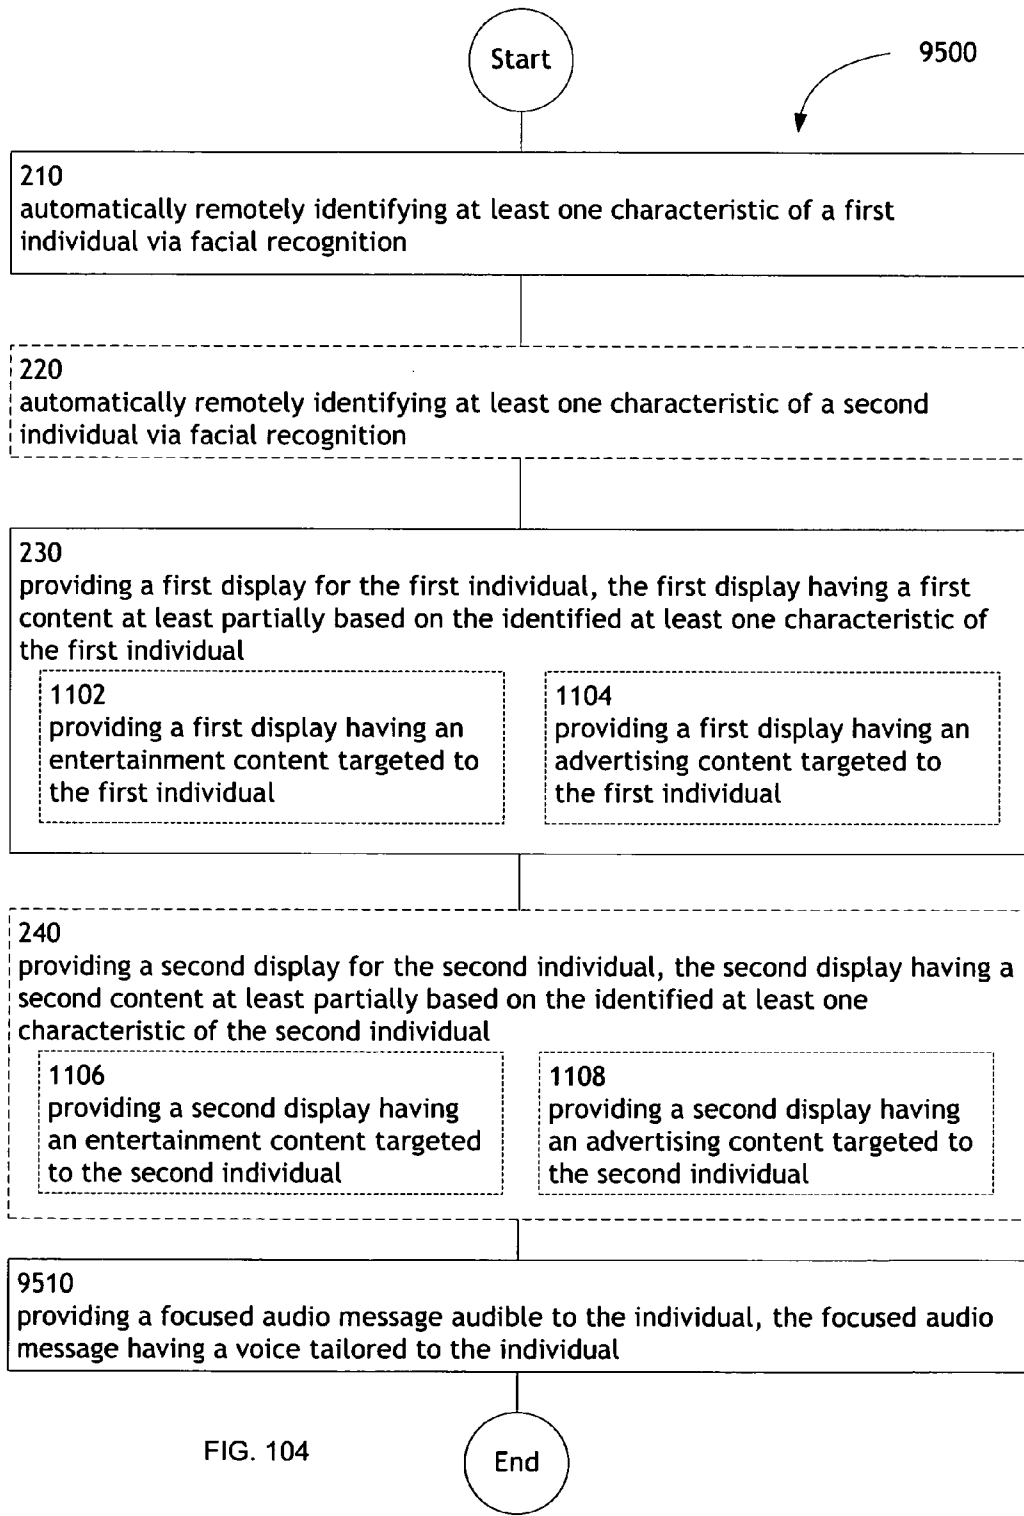 Start
9500
210
automatically remotely identifying at least one characteristic of a first
individual via facial recognition
220
automatically remotely identifying at least one characteristic of a second
individual via facial recognition
230
providing a first display for the first individual, the first display having a first
content at least partially based on the identified at least one characteristic of
the first individual
1102
providing a first display having an
entertainment content targeted to
the first individual
1104
providing a first display having an
advertising content targeted to
the first individual
240
providing a second display for the second individual, the second display having a
second content at least partially based on the identified at least one
characteristic of the second individual
1106
providing a second display having
an entertainment content targeted
to the second individual
1108
providing a second display having
an advertising content targeted to
the second individual
9510
providing a focused audio message audible to the individual, the focused audio
message having a voice tailored to the individual
FIG. 104
End